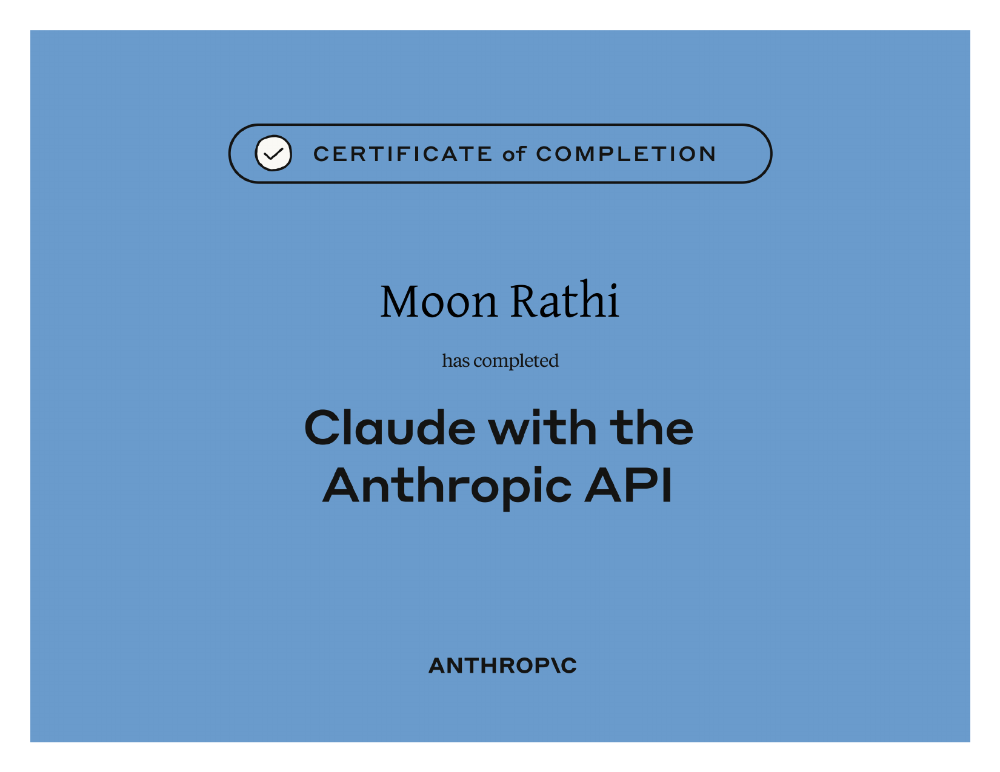 CERTIFICATE of COMPLETION
Moon Rathi
has completed
Claude with the
Anthropic API
ANTHROP\C